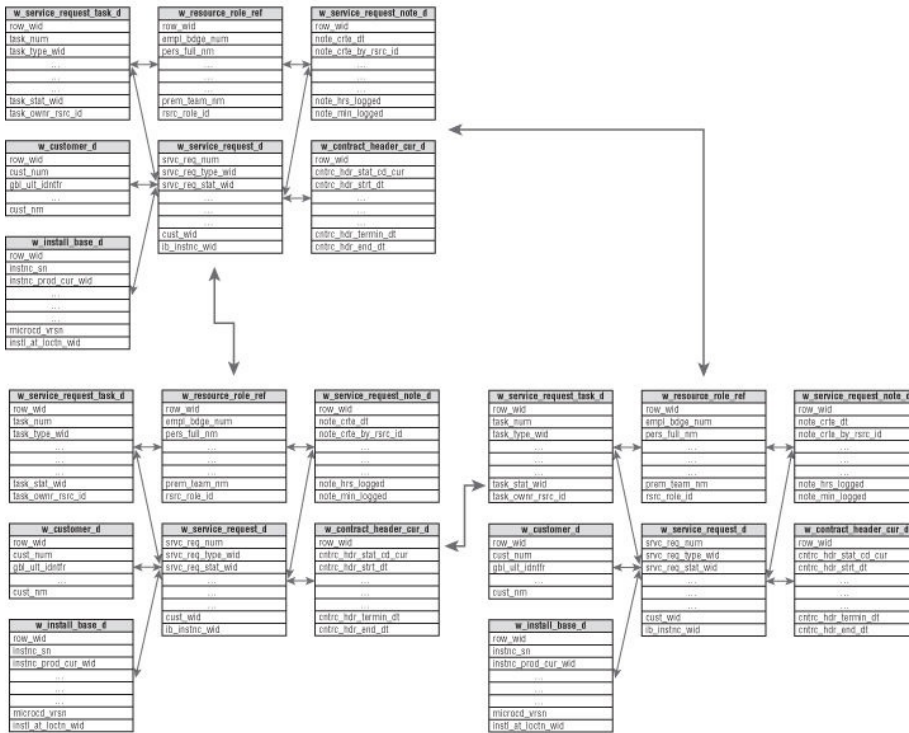 w_service_request_task_d
row_wid
task_num
task_type_wid
...
...
...
task_stat_wid
task_ownr_rsrc_id
w_resource_role_ref
row_wid
empl_bdge_num
pers_full_nm
...
...
...
prem_team_nm
rsrc_role_id
w_service_request_note_d
row_wid
note_crte_dt
note_crte_by_rsrc_id
...
...
...
note_hrs_logged
note_min_logged
w_customer_d
row_wid
cust_num
gbl_ult_idntfr
...
cust_nm
w_service_request_d
srvc_req_num
srvc_req_type_wid
srvc_req_stat_wid
...
...
cust_wid
ib_instnc_wid
w_contract_header_cur_d
row_wid
cntrc_hdr_stat_cd_cur
cntrc_hdr_strt_dt
...
...
cntrc_hdr_termin_dt
cntrc_hdr_end_dt
w_install_base_d
row_wid
instnc_sn
instnc_prod_cur_wid
...
...
...
microcd_vrsn
instl_at_loctn_wid
w_service_request_task_d
row_wid
task_num
task_type_wid
...
...
...
task_stat_wid
task_ownr_rsrc_id
w_resource_role_ref
row_wid
empl_bdge_num
pers_full_nm
...
...
...
prem_team_nm
rsrc_role_id
w_service_request_note_d
row_wid
note_crte_dt
note_crte_by_rsrc_id
...
...
...
note_hrs_logged
note_min_logged
w_customer_d
row_wid
cust_num
gbl_ult_idntfr
...
cust_nm
w_service_request_d
srvc_req_num
srvc_req_type_wid
srvc_req_stat_wid
...
...
cust_wid
ib_instnc_wid
w_contract_header_cur_d
row_wid
cntrc_hdr_stat_cd_cur
cntrc_hdr_strt_dt
...
...
cntrc_hdr_termin_dt
cntrc_hdr_end_dt
w_install_base_d
row_wid
instnc_sn
instnc_prod_cur_wid
...
...
...
microcd_vrsn
instl_at_loctn_wid
w_service_request_task_d
row_wid
task_num
task_type_wid
...
...
...
task_stat_wid
task_ownr_rsrc_id
w_resource_role_ref
row_wid
empl_bdge_num
pers_full_nm
...
...
...
prem_team_nm
rsrc_role_id
w_service_request_note_d
row_wid
note_crte_dt
note_crte_by_rsrc_id
...
...
...
note_hrs_logged
note_min_logged
w_customer_d
row_wid
cust_num
gbl_ult_idntfr
...
cust_nm
w_service_request_d
srvc_req_num
srvc_req_type_wid
srvc_req_stat_wid
...
...
cust_wid
ib_instnc_wid
w_contract_header_cur_d
row_wid
cntrc_hdr_stat_cd_cur
cntrc_hdr_strt_dt
...
...
cntrc_hdr_termin_dt
cntrc_hdr_end_dt
w_install_base_d
row_wid
instnc_sn
instnc_prod_cur_wid
...
...
...
microcd_vrsn
instl_at_loctn_wid